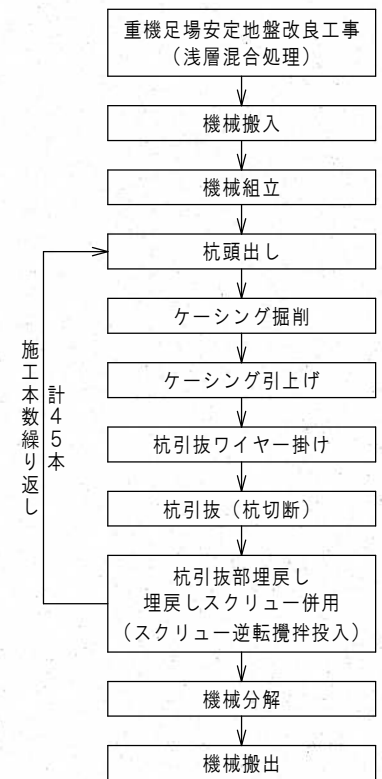 重機足場安定地盤改良工事
（浅層混合処理）
機械搬入
機械組立
杭頭出し
ケーシング掘削
ケーシング引上げ
杭引抜ワイヤー掛け
杭引抜（杭切断）
杭引抜部埋戻し
埋戻しスクリュー併用
（スクリュー逆転攪拌投入）
機械分解
機械搬出
計４５本
施工本数繰り返し